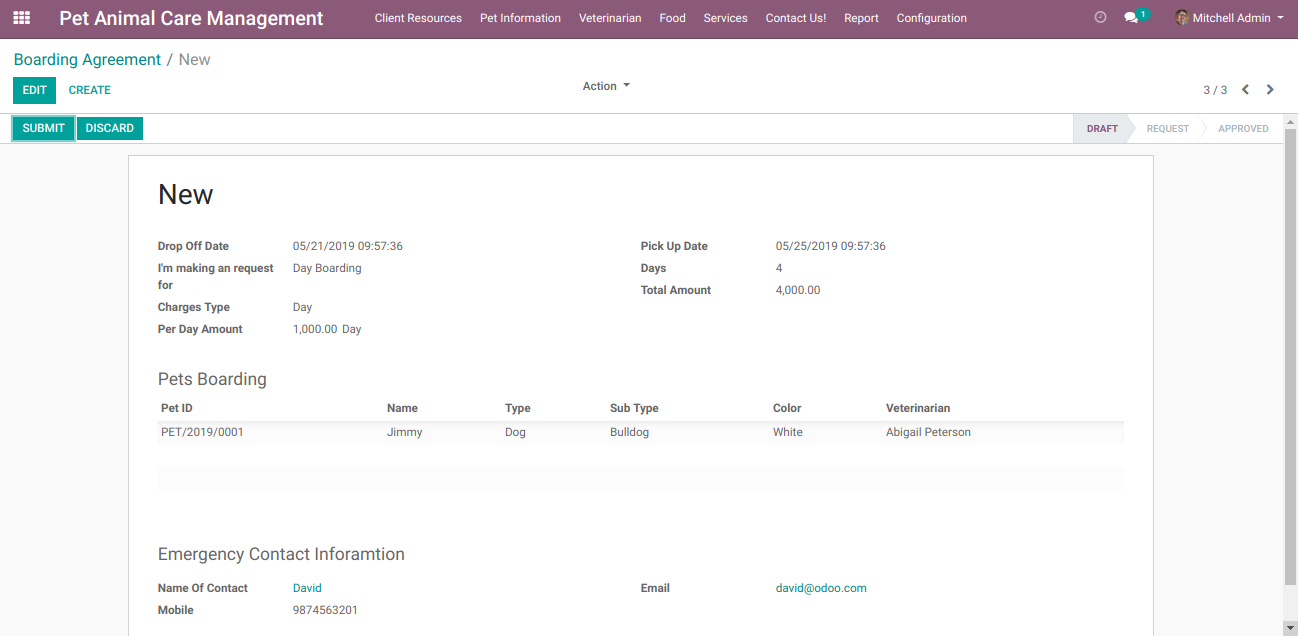 Pet Animal Care Management Client Resources Pet Information Veterinarian Food Services Contact Us! Report Configuration 1 Mitchell Admin
Boarding Agreement / New
EDIT CREATE Action 3 / 3
SUBMIT DISCARD DRAFT REQUEST APPROVED
New
Drop Off Date 05/21/2019 09:57:36 Pick Up Date 05/25/2019 09:57:36
I'm making an request Day Boarding Days 4
for
Total Amount 4,000.00
Charges Type Day
Per Day Amount 1,000.00 Day
Pets Boarding
Pet ID Name Type Sub Type Color Veterinarian
PET/2019/0001 Jimmy Dog Bulldog White Abigail Peterson
Emergency Contact Inforamtion
Name Of Contact David Email david@odoo.com
Mobile 9874563201